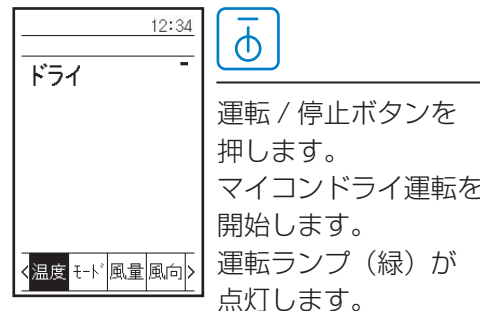 12:34
ドライ
<温度 ﾓｰﾄﾞ 風量 風向>
運転 / 停止ボタンを
押します。
マイコンドライ運転を
開始します。
運転ランプ（緑）が
点灯します。